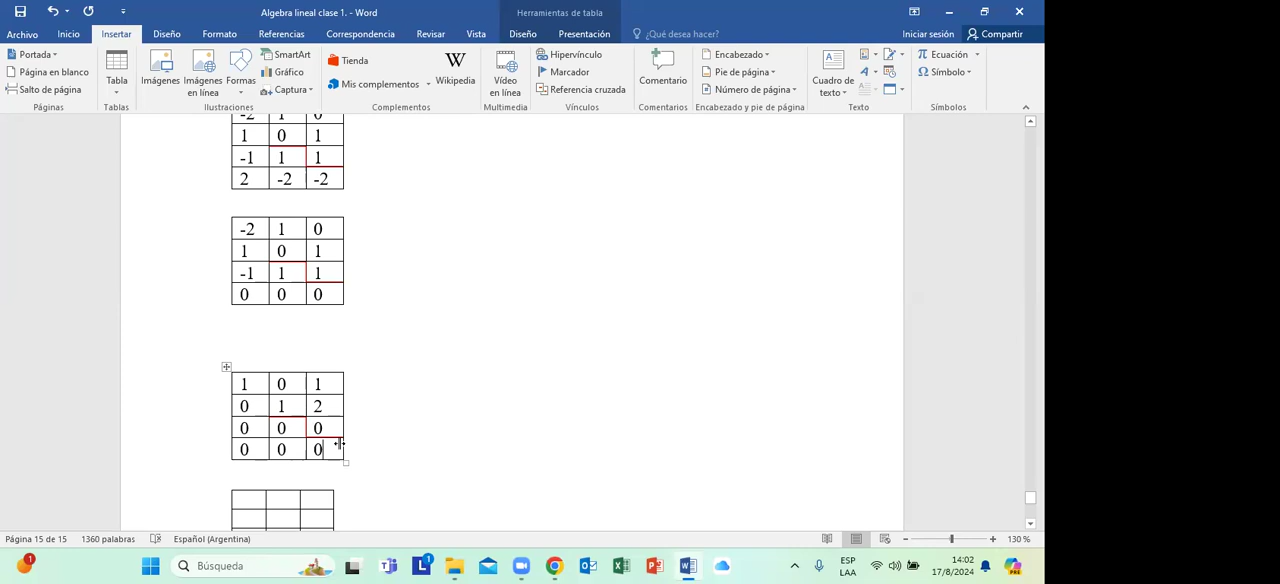 Algebra lineal clase 1. - Word
Herramientas de tabla
Archivo Inicio Insertar Diseño Formato Referencias Correspondencia Revisar Vista Diseño Presentación ¿Qué desea hacer? Iniciar sesión Compartir
Portada
Página en blanco
Salto de página
Páginas
Tabla
Tablas
Imágenes
Imágenes en línea
Formas
SmartArt
Gráfico
Captura
Ilustraciones
Tienda
Mis complementos
W
Wikipedia
Complementos
Vídeo en línea
Multimedia
Hipervínculo
Marcador
Referencia cruzada
Vínculos
Comentario
Comentarios
Encabezado
Pie de página
Número de página
Encabezado y pie de página
Cuadro de texto
Texto
Ecuación
Símbolo
Símbolos
-2 1 0
1 0 1
-1 1 1
2 -2 -2
-2 1 0
1 0 1
-1 1 1
0 0 0
1 0 1
0 1 2
0 0 0
0 0 0
Página 15 de 15 1360 palabras Español (Argentina) 130 %
Búsqueda
ESP
LAA
14:02
17/8/2024